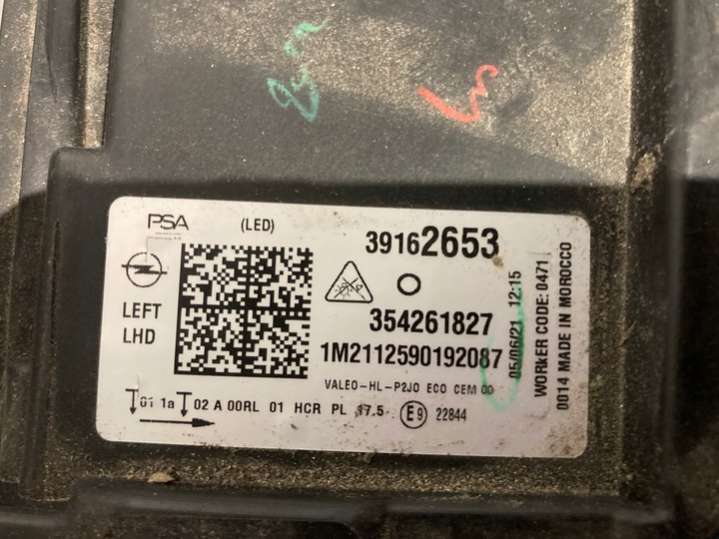 PSA (LED) 39162653
LEFT
LHD
354261827
1M2112590192087
VALEO-HL-P2JO ECO CEM 00
01 1a 02 A 00RL 01 HCR PL 17.5 E9 22844
05/06/21 12:15
WORKER CODE: 0471
0014 MADE IN MOROCCO